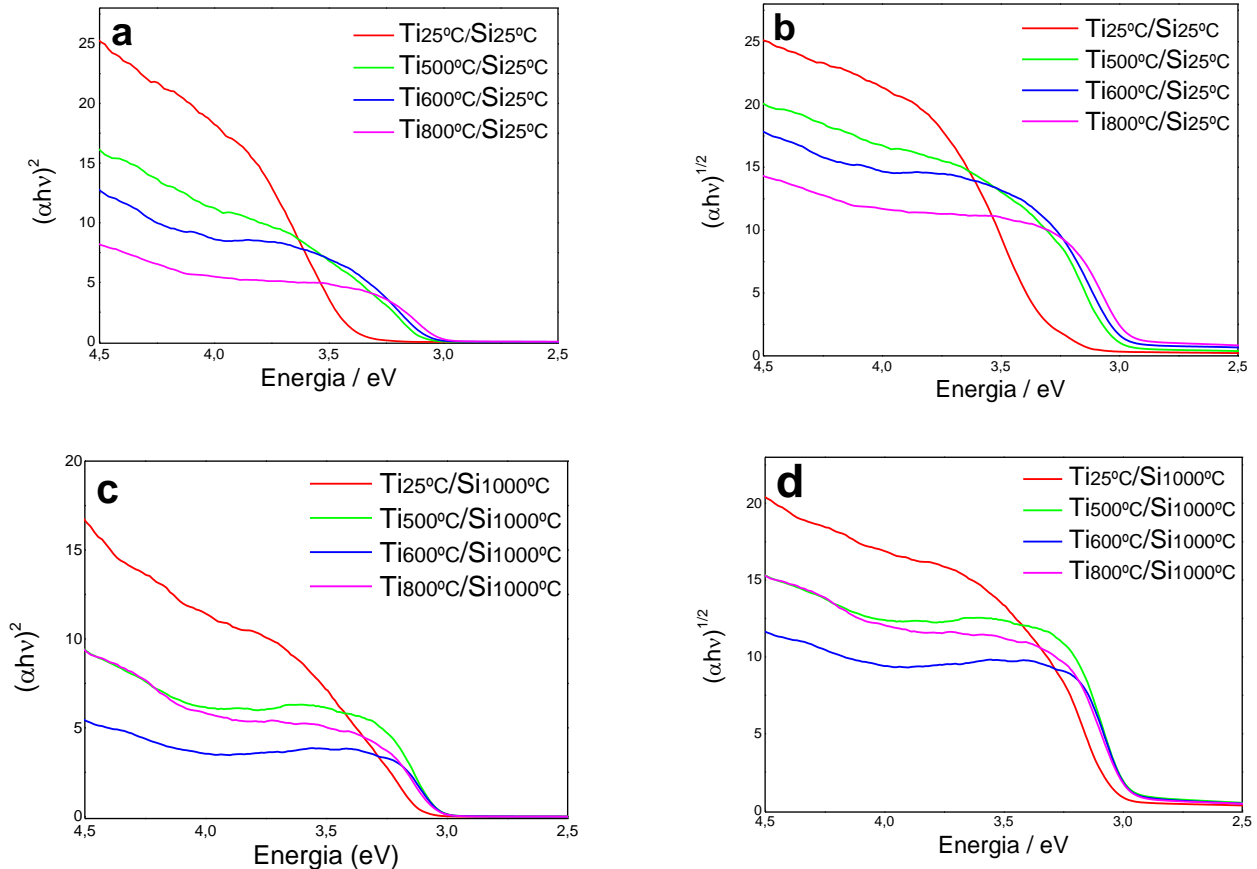 a
Ti25ºC/Si25ºC
Ti500ºC/Si25ºC
Ti600ºC/Si25ºC
Ti800ºC/Si25ºC
(αhν)²
25
20
15
10
5
0
4,5 4,0 3,5 3,0 2,5
Energia / eV
b
Ti25ºC/Si25ºC
Ti500ºC/Si25ºC
Ti600ºC/Si25ºC
Ti800ºC/Si25ºC
(αhν)^1/2
25
20
15
10
5
0
4,5 4,0 3,5 3,0 2,5
Energia / eV
c
Ti25ºC/Si1000ºC
Ti500ºC/Si1000ºC
Ti600ºC/Si1000ºC
Ti800ºC/Si1000ºC
(αhν)²
20
15
10
5
0
4,5 4,0 3,5 3,0 2,5
Energia (eV)
d
Ti25ºC/Si1000ºC
Ti500ºC/Si1000ºC
Ti600ºC/Si1000ºC
Ti800ºC/Si1000ºC
(αhν)^1/2
20
15
10
5
0
4,5 4,0 3,5 3,0 2,5
Energia / eV